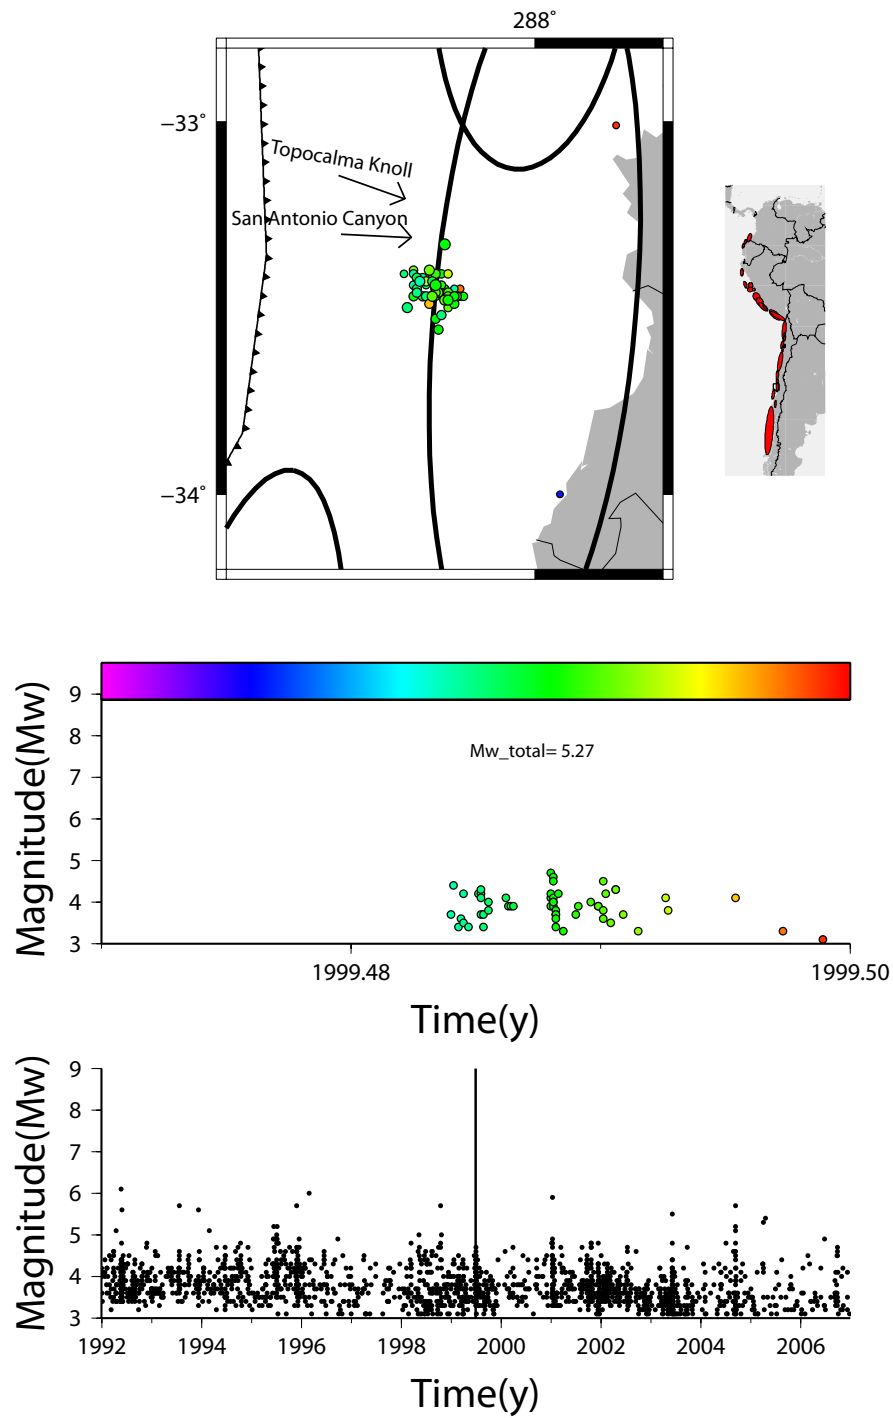 288˚
−33˚
Topocalma Knoll
San Antonio Canyon
−34˚
Magnitude(Mw)
9
8
7
6
5
4
3
Mw_total= 5.27
1999.48 1999.50
Time(y)
Magnitude(Mw)
9
8
7
6
5
4
3
1992 1994 1996 1998 2000 2002 2004 2006
Time(y)